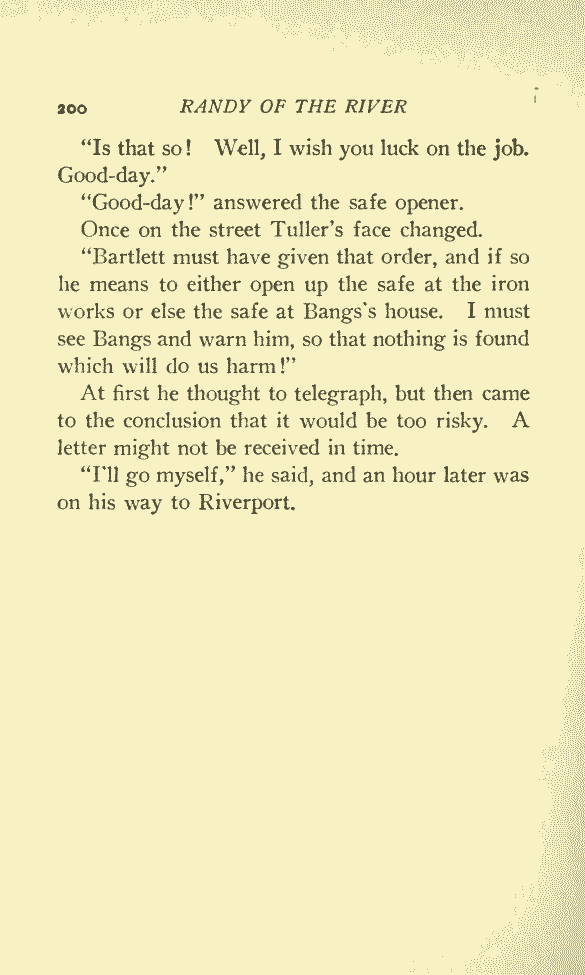 200 RANDY OF THE RIVER
"Is that so! Well, I wish you luck on the job.
Good-day."
"Good-day!" answered the safe opener.
Once on the street Tuller's face changed.
"Bartlett must have given that order, and if so
he means to either open up the safe at the iron
works or else the safe at Bangs's house. I must
see Bangs and warn him, so that nothing is found
which will do us harm!"
At first he thought to telegraph, but then came
to the conclusion that it would be too risky. A
letter might not be received in time.
"I'll go myself," he said, and an hour later was
on his way to Riverport.